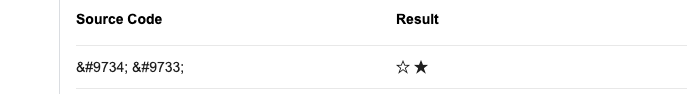 Source Code Result
&#9734; &#9733; ☆ ★